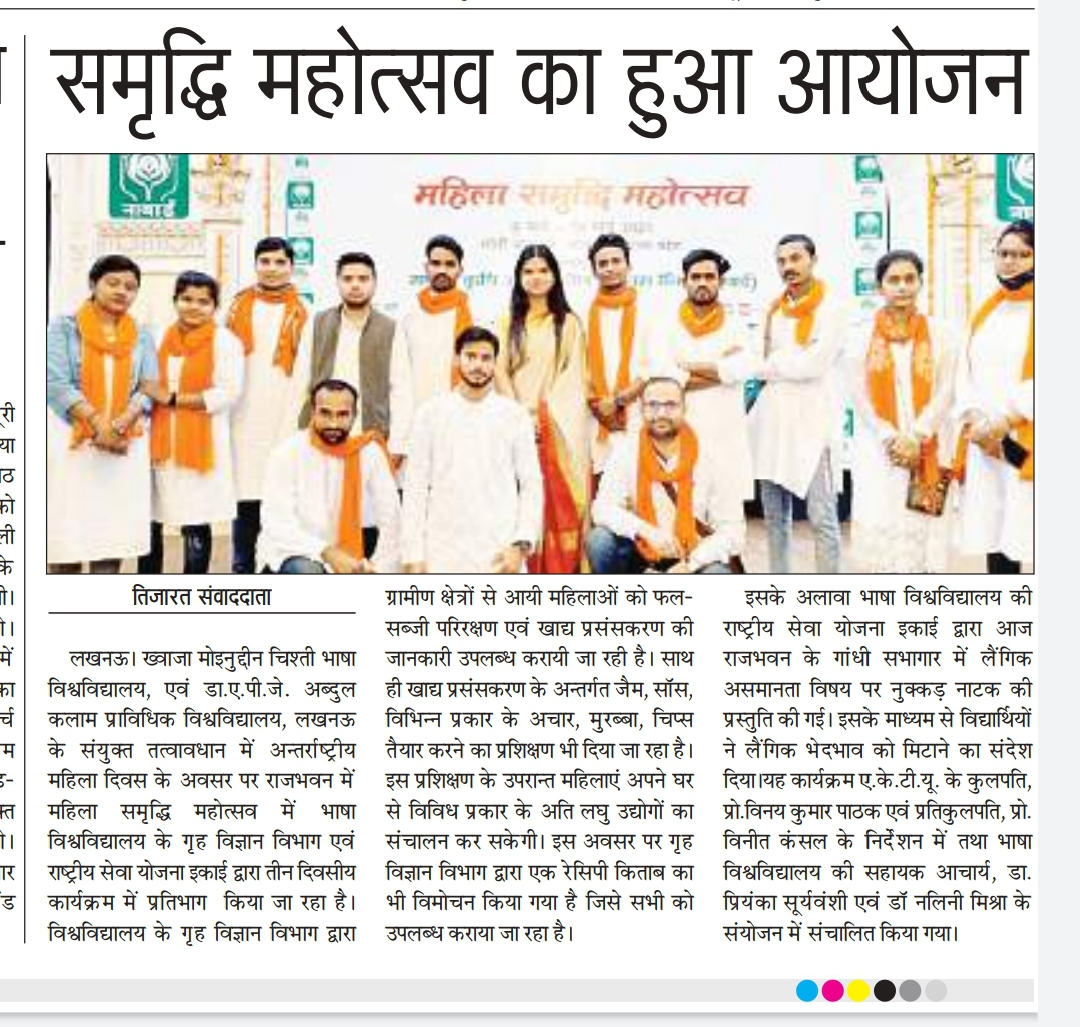 समृद्धि महोत्सव का हुआ आयोजन
नाबार्ड
महिला समृद्धि महोत्सव
तिजारत संवाददाता
लखनऊ। ख्वाजा मोइनुद्दीन चिश्ती भाषा
विश्वविद्यालय, एवं डा.ए.पी.जे. अब्दुल
कलाम प्राविधिक विश्वविद्यालय, लखनऊ
के संयुक्त तत्वावधान में अन्तर्राष्ट्रीय
महिला दिवस के अवसर पर राजभवन में
महिला समृद्धि महोत्सव में भाषा
विश्वविद्यालय के गृह विज्ञान विभाग एवं
राष्ट्रीय सेवा योजना इकाई द्वारा तीन दिवसीय
कार्यक्रम में प्रतिभाग किया जा रहा है।
विश्वविद्यालय के गृह विज्ञान विभाग द्वारा
ग्रामीण क्षेत्रों से आयी महिलाओं को फल-
सब्जी परिरक्षण एवं खाद्य प्रसंसकरण की
जानकारी उपलब्ध करायी जा रही है। साथ
ही खाद्य प्रसंसकरण के अन्तर्गत जैम, सॉस,
विभिन्न प्रकार के अचार, मुरब्बा, चिप्स
तैयार करने का प्रशिक्षण भी दिया जा रहा है।
इस प्रशिक्षण के उपरान्त महिलाएं अपने घर
से विविध प्रकार के अति लघु उद्योगों का
संचालन कर सकेगी। इस अवसर पर गृह
विज्ञान विभाग द्वारा एक रेसिपी किताब का
भी विमोचन किया गया है जिसे सभी को
उपलब्ध कराया जा रहा है।
इसके अलावा भाषा विश्वविद्यालय की
राष्ट्रीय सेवा योजना इकाई द्वारा आज
राजभवन के गांधी सभागार में लैंगिक
असमानता विषय पर नुक्कड़ नाटक की
प्रस्तुति की गई। इसके माध्यम से विद्यार्थियों
ने लैंगिक भेदभाव को मिटाने का संदेश
दिया।यह कार्यक्रम ए.के.टी.यू. के कुलपति,
प्रो.विनय कुमार पाठक एवं प्रतिकुलपति, प्रो.
विनीत कंसल के निर्देशन में तथा भाषा
विश्वविद्यालय की सहायक आचार्य, डा.
प्रियंका सूर्यवंशी एवं डॉ नलिनी मिश्रा के
संयोजन में संचालित किया गया।